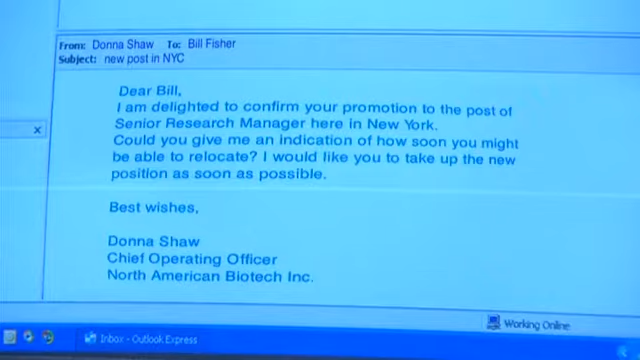 From: Donna Shaw To: Bill Fisher
Subject: new post in NYC
Dear Bill,
I am delighted to confirm your promotion to the post of
Senior Research Manager here in New York.
Could you give me an indication of how soon you might
be able to relocate? I would like you to take up the new
position as soon as possible.
Best wishes,
Donna Shaw
Chief Operating Officer
North American Biotech Inc.
Working Online
Inbox - Outlook Express